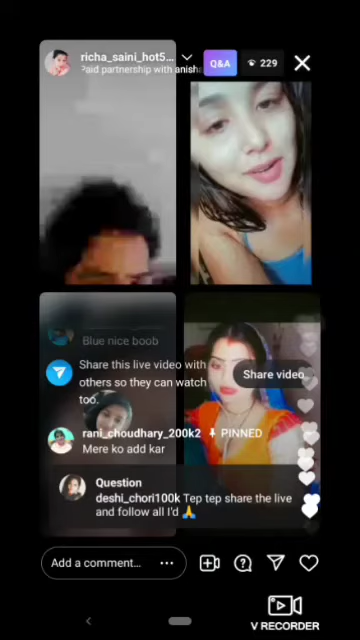 richa_saini_hot5...
Paid partnership with anisha
Q&A
229
Blue nice boob
Share this live video with
others so they can watch
too.
Share video
rani_choudhary_200k2 PINNED
Mere ko add kar
Question
deshi_chori100k Tep tep share the live
and follow all I'd 🙏
Add a comment...
V RECORDER